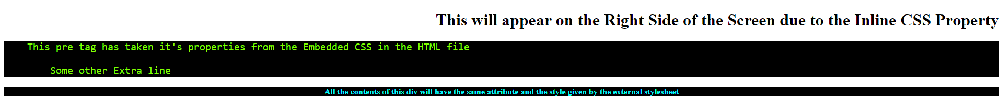 This will appear on the Right Side of the Screen due to the Inline CSS Property
This pre tag has taken it's properties from the Embedded CSS in the HTML file
Some other Extra line
All the contents of this div will have the same attribute and the style given by the external stylesheet